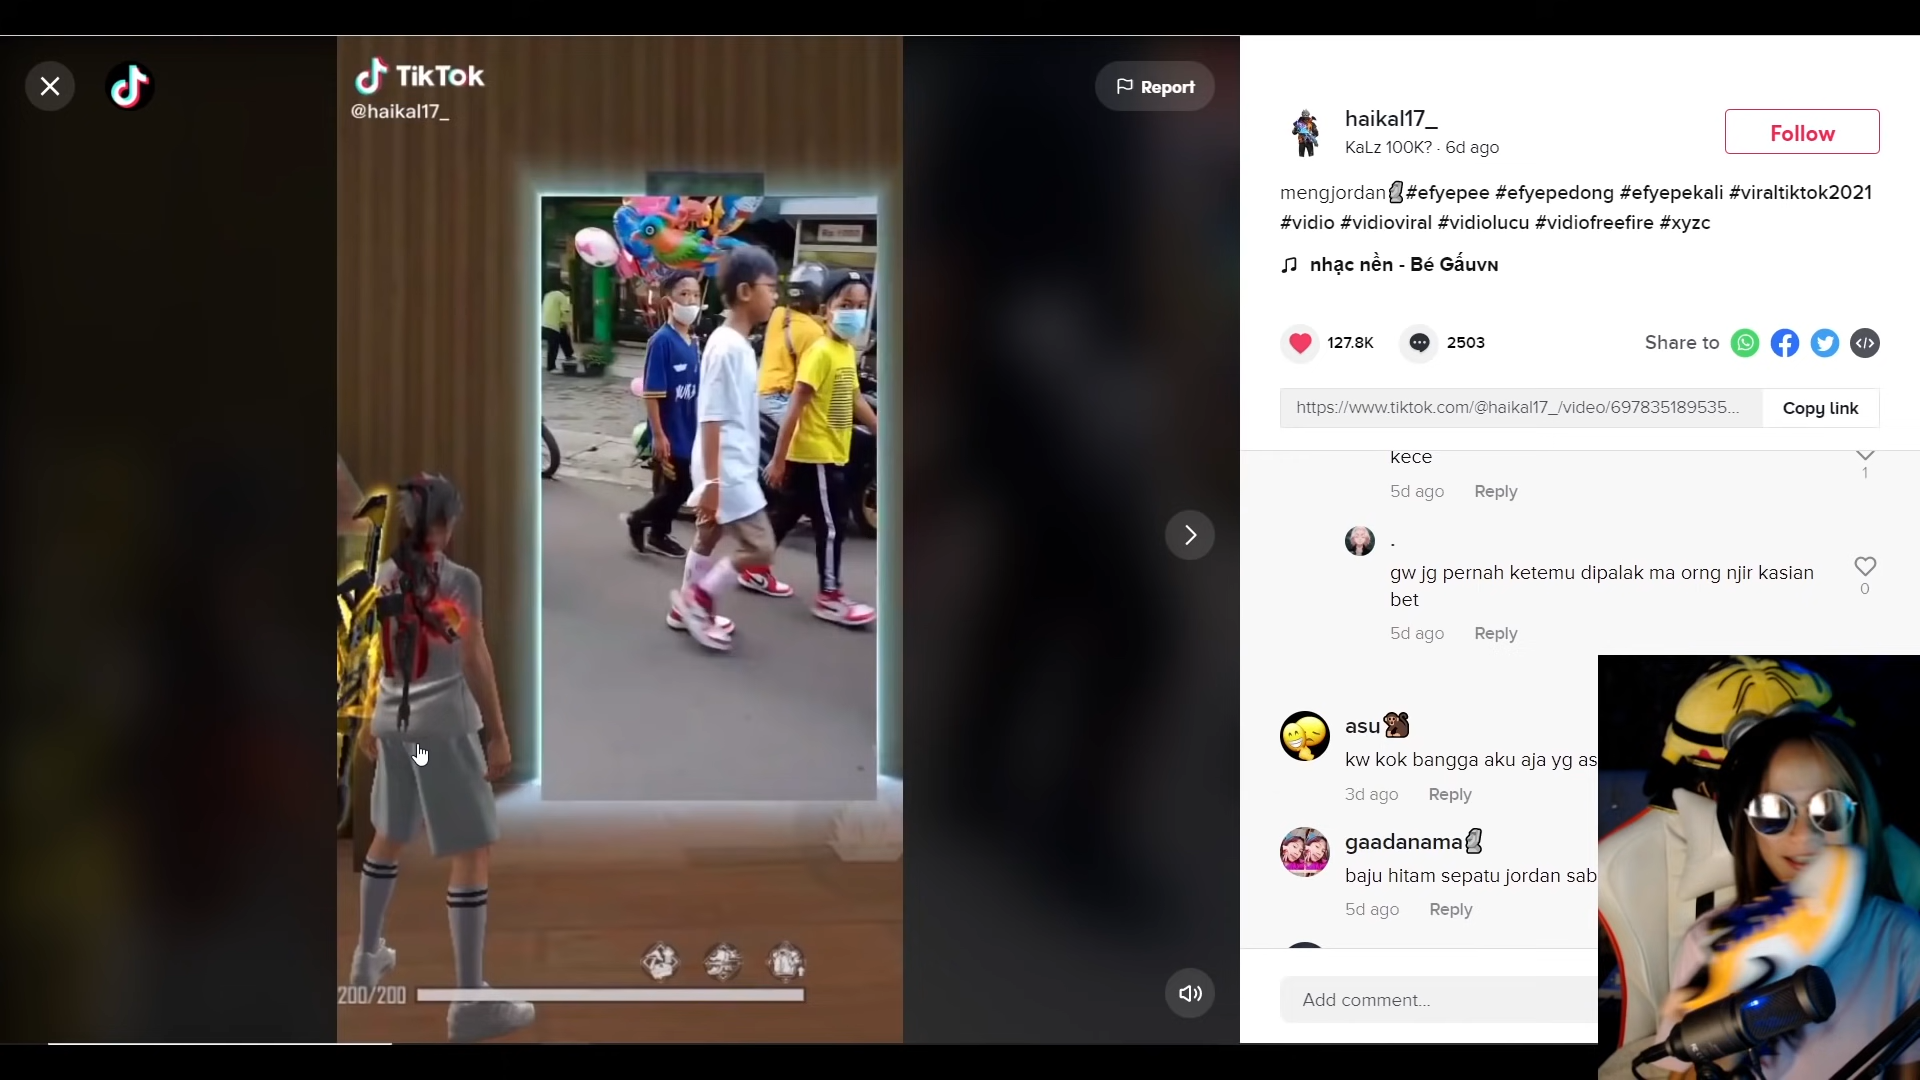 TikTok
@haikal17_
Report
200/200
haikal17_
KaLz 100K? · 6d ago
Follow
mengjordan🗿#efyepee #efyepedong #efyepekali #viraltiktok2021
#vidio #vidioviral #vidiolucu #vidiofreefire #xyzc
nhạc nền - Bé Gấuᴠɴ
127.8K
2503
Share to
https://www.tiktok.com/@haikal17_/video/697835189535...
Copy link
kece
1
5d ago Reply
.
gw jg pernah ketemu dipalak ma orng njir kasian
bet
0
5d ago Reply
asu🐒
kw kok bangga aku aja yg as
3d ago Reply
gaadanama🗿
baju hitam sepatu jordan sab
5d ago Reply
Add comment...